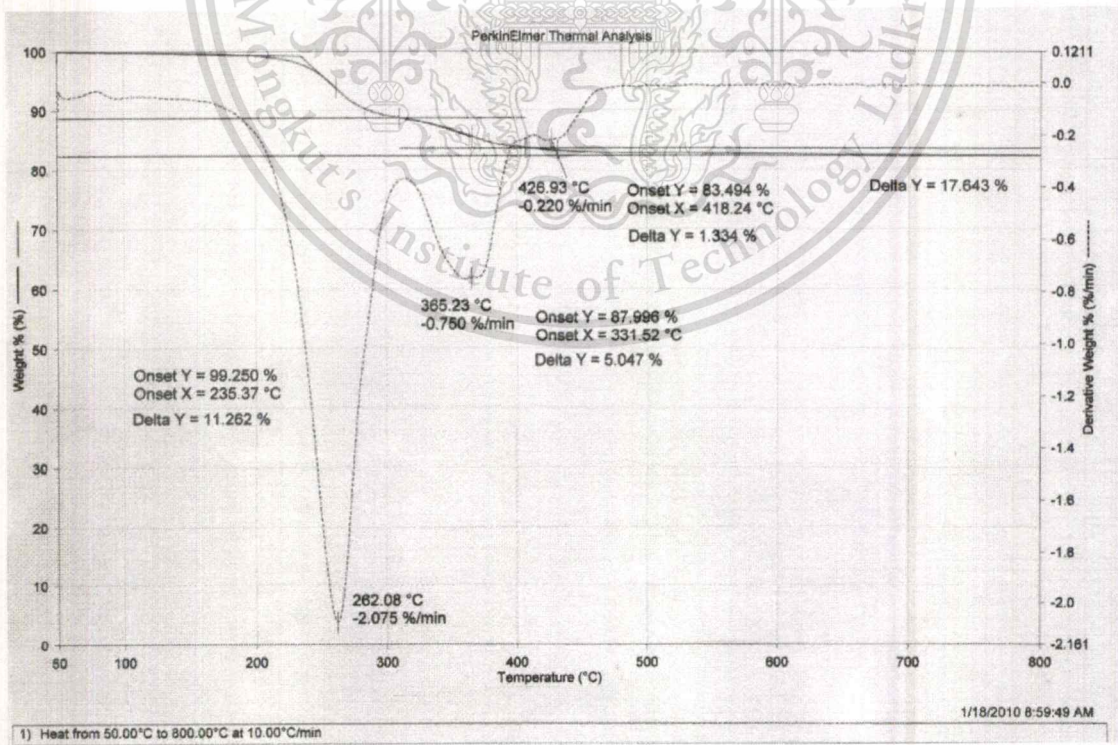 Mongkut's Institute of Technology Ladkr
PerkinElmer Thermal Analysis
100
90
80
70
60
50
40
30
20
10
0
Weight % (%)
0.1211
0.0
-0.2
-0.4
-0.6
-0.8
-1.0
-1.2
-1.4
-1.6
-1.8
-2.0
-2.161
Derivative Weight % (%/min)
426.93 °C
-0.220 %/min
Onset Y = 83.494 %
Onset X = 418.24 °C
Delta Y = 1.334 %
Delta Y = 17.643 %
365.23 °C
-0.750 %/min
Onset Y = 87.996 %
Onset X = 331.52 °C
Delta Y = 5.047 %
Onset Y = 99.250 %
Onset X = 235.37 °C
Delta Y = 11.262 %
262.08 °C
-2.075 %/min
50 100 200 300 400 500 600 700 800
Temperature (°C)
1/18/2010 8:59:49 AM
1) Heat from 50.00°C to 800.00°C at 10.00°C/min